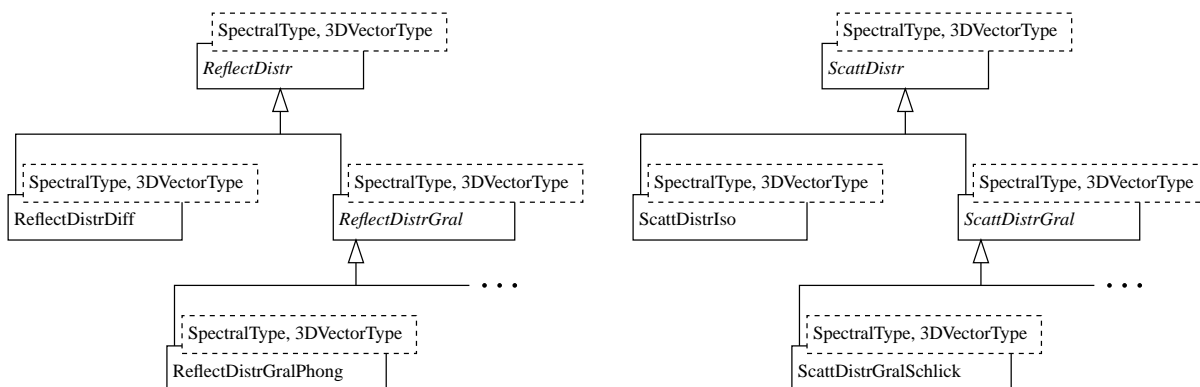 SpectralType, 3DVectorType
ReflectDistr
SpectralType, 3DVectorType
ReflectDistrDiff
SpectralType, 3DVectorType
ReflectDistrGral
SpectralType, 3DVectorType
ReflectDistrGralPhong
SpectralType, 3DVectorType
ScattDistr
SpectralType, 3DVectorType
ScattDistrIso
SpectralType, 3DVectorType
ScattDistrGral
SpectralType, 3DVectorType
ScattDistrGralSchlick